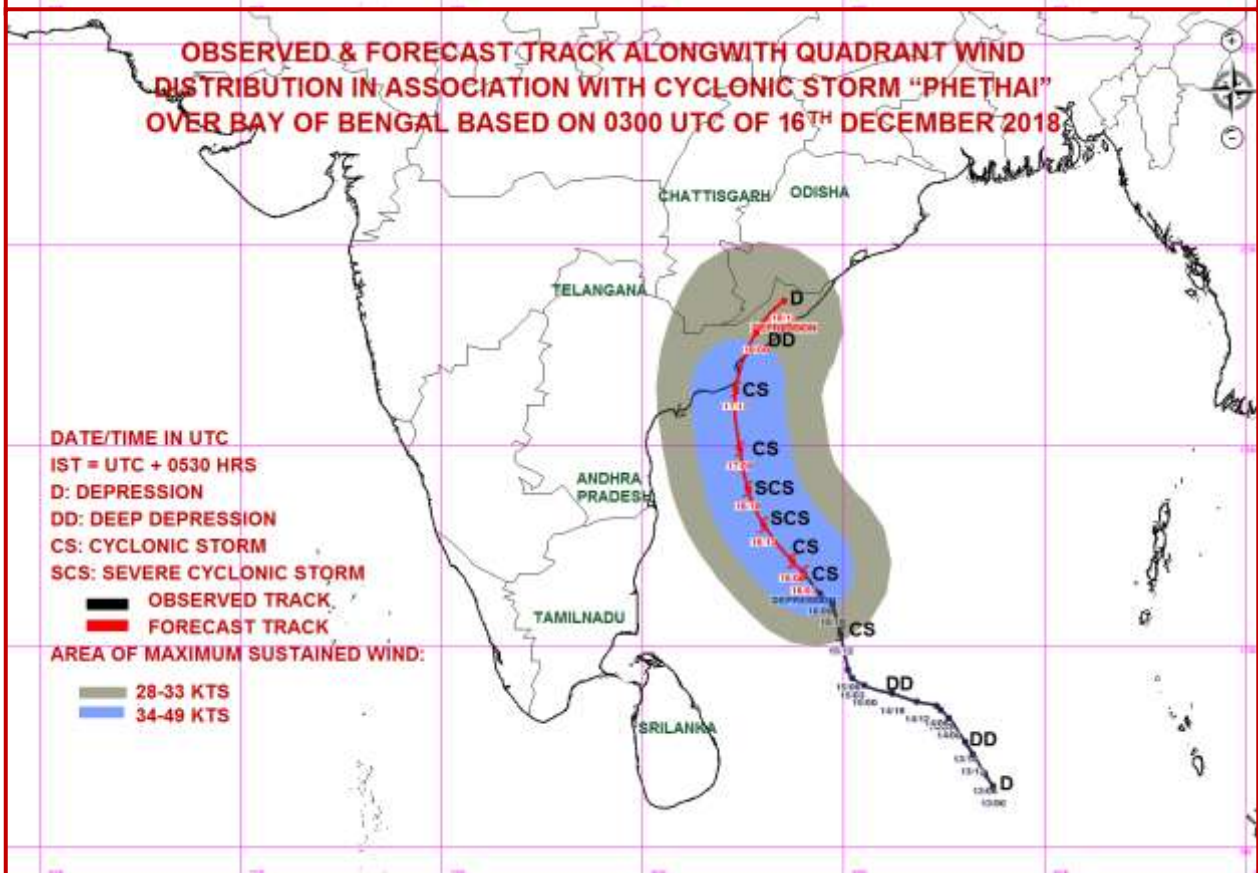 OBSERVED & FORECAST TRACK ALONGWITH QUADRANT WIND
DISTRIBUTION IN ASSOCIATION WITH CYCLONIC STORM “PHETHAI”
OVER BAY OF BENGAL BASED ON 0300 UTC OF 16TH DECEMBER 2018
CHATTISGARH
ODISHA
TELANGANA
D
DEPRESSION
DD
CS
CS
ANDHRA
PRADESH
SCS
SCS
CS
CS
DEPRESSION
TAMILNADU
CS
DD
SRILANKA
DD
D
DATE/TIME IN UTC
IST = UTC + 0530 HRS
D: DEPRESSION
DD: DEEP DEPRESSION
CS: CYCLONIC STORM
SCS: SEVERE CYCLONIC STORM
OBSERVED TRACK
FORECAST TRACK
AREA OF MAXIMUM SUSTAINED WIND:
28-33 KTS
34-49 KTS